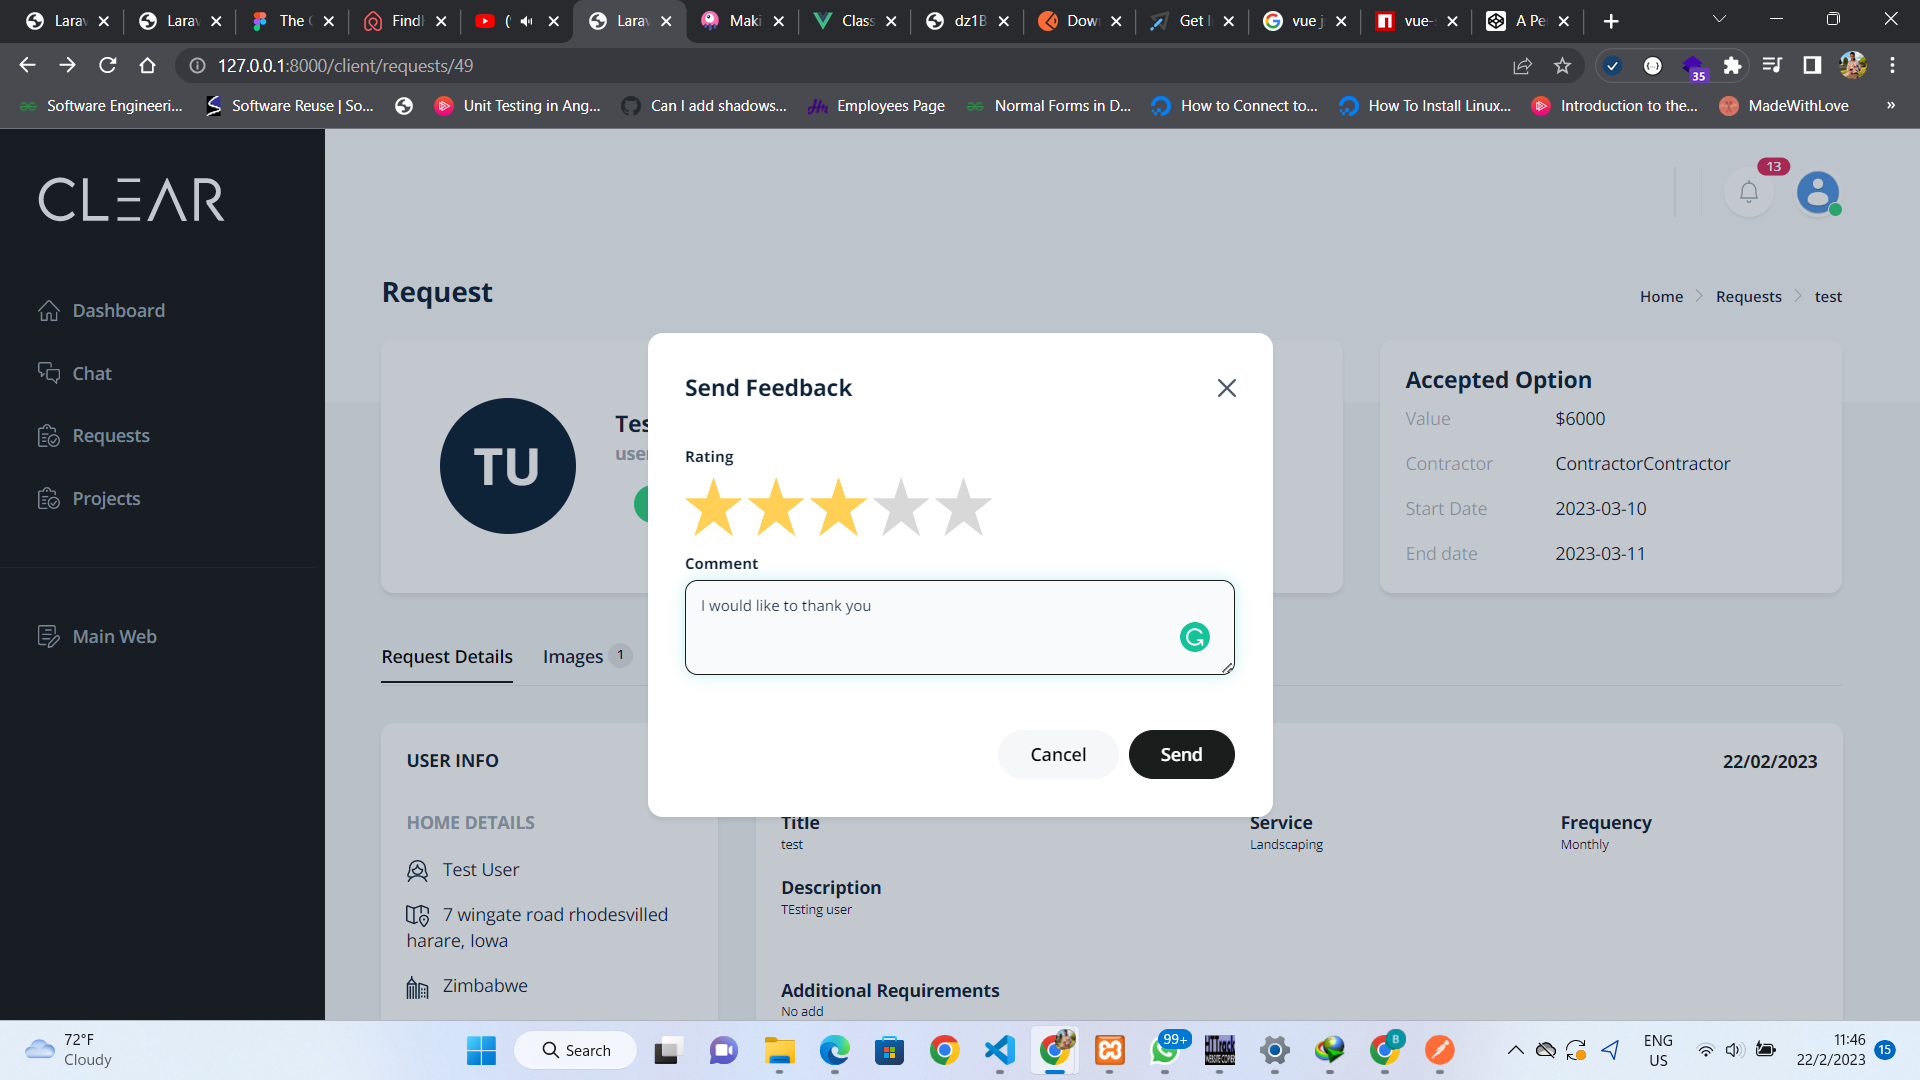 Larav
Larav
The C
FindH
(
Larav
Maki
Class
dz1B
Dow
Get I
vue j
vue-
A Pe
127.0.0.1:8000/client/requests/49
35
Software Engineeri...
Software Reuse | So...
Unit Testing in Ang...
Can I add shadows...
Employees Page
Normal Forms in D...
How to Connect to...
How To Install Linux...
Introduction to the...
MadeWithLove
»
CLEAR
13
Dashboard
Chat
Requests
Projects
Main Web
Request
Home
Requests
test
TU
Tes
user
Send Feedback
Rating
Comment
I would like to thank you
Cancel
Send
Accepted Option
Value $6000
Contractor ContractorContractor
Start Date 2023-03-10
End date 2023-03-11
Request Details
Images 1
USER INFO
HOME DETAILS
Test User
7 wingate road rhodesvilled
harare, Iowa
Zimbabwe
22/02/2023
Title
test
Service
Landscaping
Frequency
Monthly
Description
TEsting user
Additional Requirements
No add
72°F
Cloudy
Search
99+
HTTrack
WEBSITE COPIER
B
ENG
US
11:46
22/2/2023
15